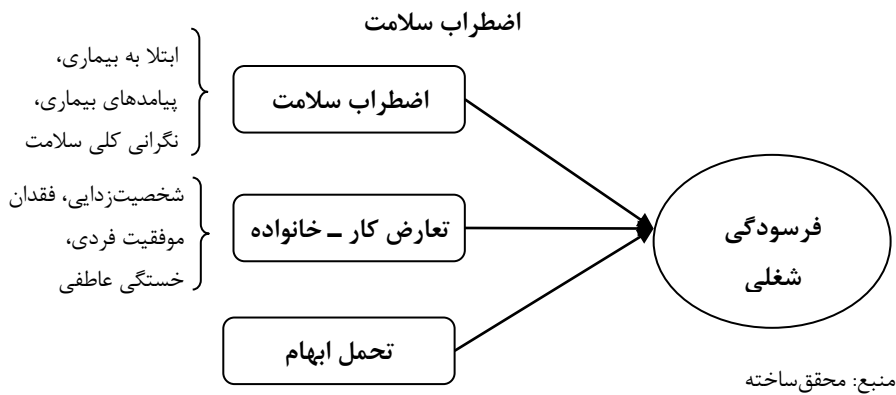 اضطراب سلامت
ابتلا به بیماری،
پیامدهای بیماری،
نگرانی کلی سلامت
اضطراب سلامت
شخصیت‌زدایی، فقدان
موفقیت فردی،
خستگی عاطفی
تعارض کار ـ خانواده
تحمل ابهام
فرسودگی
شغلی
منبع: محقق‌ساخته